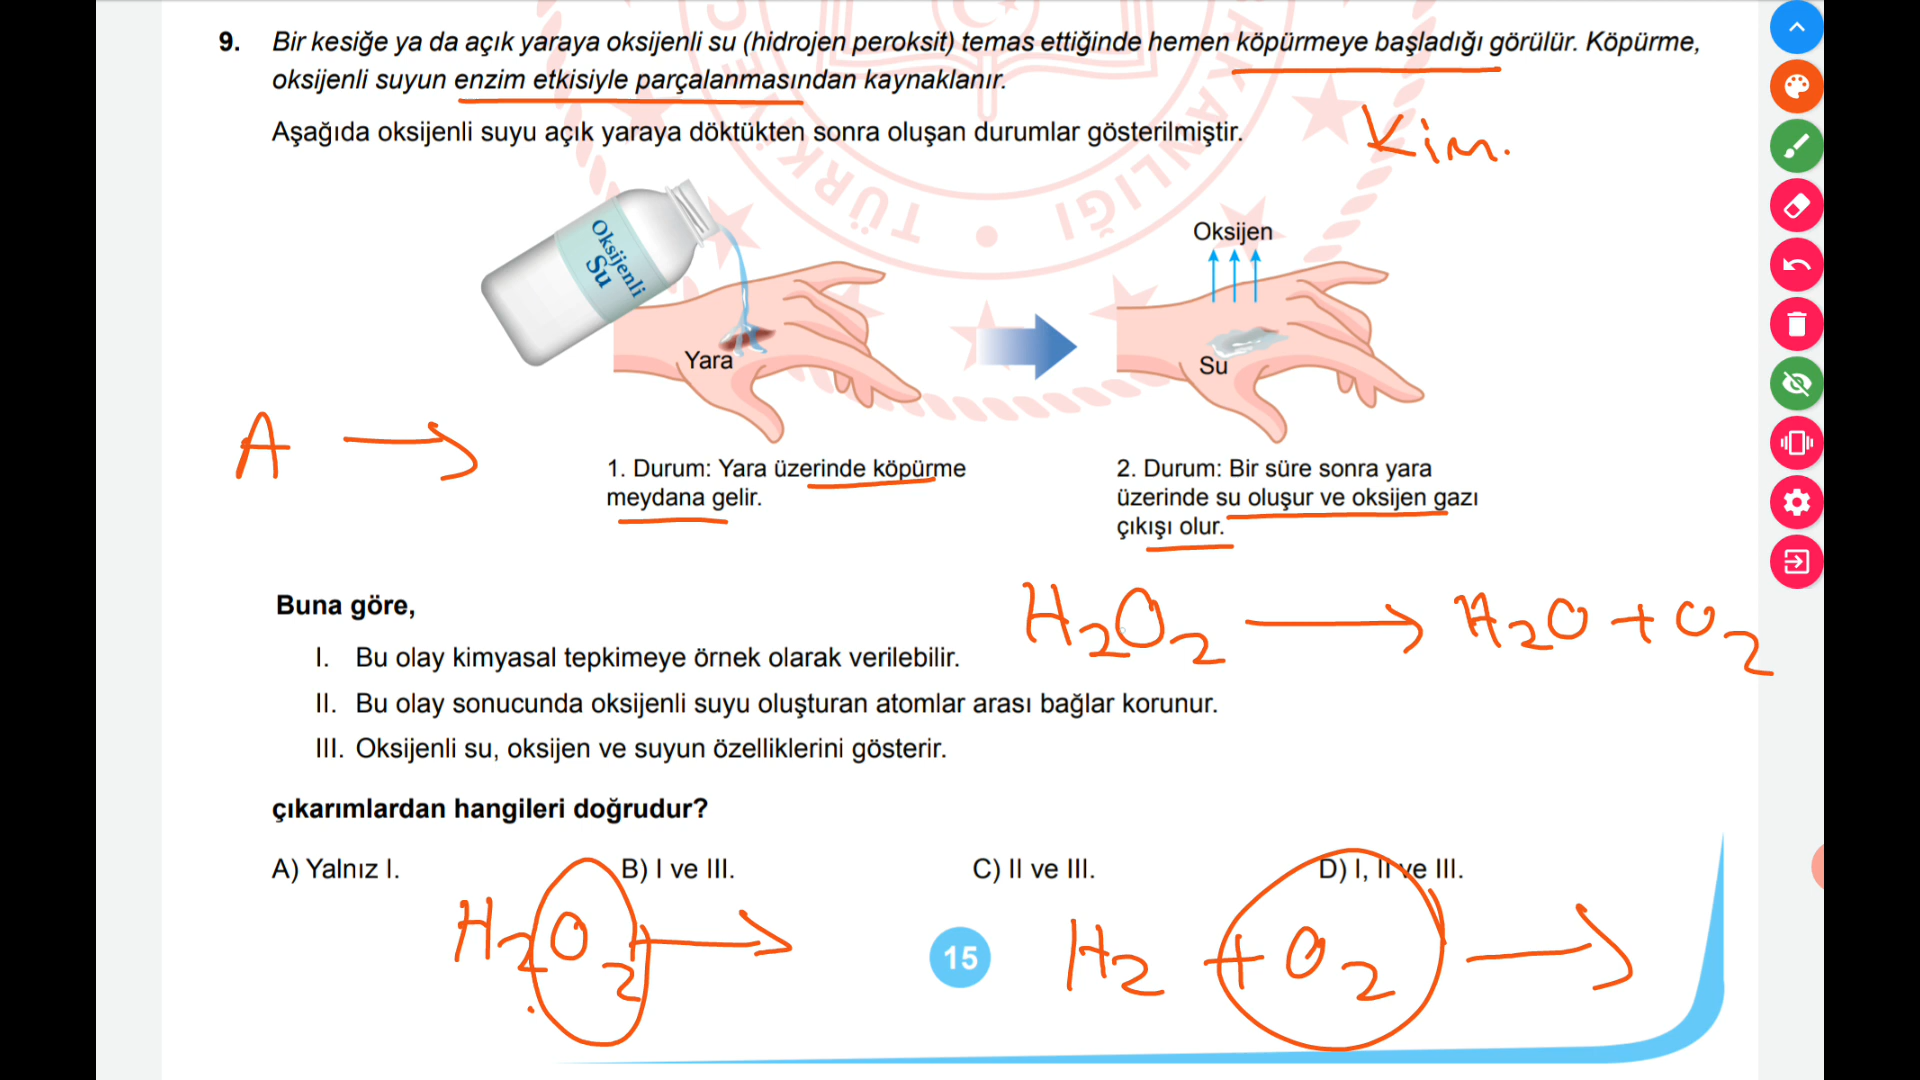 9. Bir kesiğe ya da açık yaraya oksijenli su (hidrojen peroksit) temas ettiğinde hemen köpürmeye başladığı görülür. Köpürme,
oksijenli suyun enzim etkisiyle parçalanmasından kaynaklanır.
Aşağıda oksijenli suyu açık yaraya döktükten sonra oluşan durumlar gösterilmiştir.
Kim.
TÜRKİYE
Oksijenli
Su
Yara
Oksijen
Su
A →
1. Durum: Yara üzerinde köpürme
meydana gelir.
2. Durum: Bir süre sonra yara
üzerinde su oluşur ve oksijen gazı
çıkışı olur.
H2O2 → H2O + O2
Buna göre,
I. Bu olay kimyasal tepkimeye örnek olarak verilebilir.
II. Bu olay sonucunda oksijenli suyu oluşturan atomlar arası bağlar korunur.
III. Oksijenli su, oksijen ve suyun özelliklerini gösterir.
çıkarımlardan hangileri doğrudur?
A) Yalnız I. B) I ve III. C) II ve III. D) I, II ve III.
H2O2 → H2 + O2 →
15